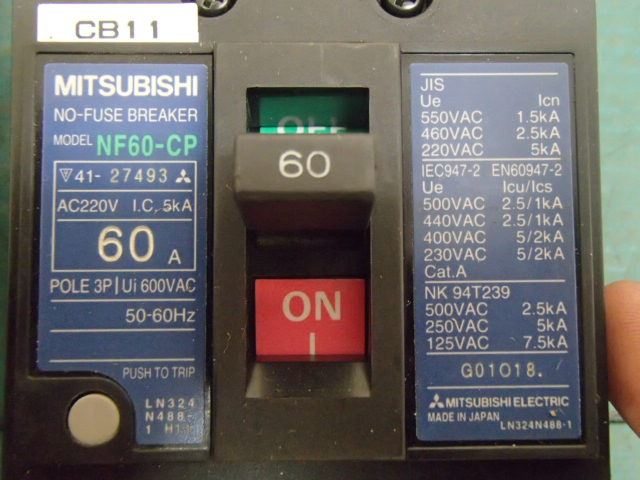 CB11
MITSUBISHI
NO-FUSE BREAKER
MODEL NF60-CP
41- 27493
AC220V I.C. 5kA
60 A
POLE 3P | Ui 600VAC
50-60Hz
PUSH TO TRIP
LN324
N488-
1
OFF
60
ON
I
JIS
Ue Icn
550VAC 1.5kA
460VAC 2.5kA
220VAC 5kA
IEC947-2 EN60947-2
Ue Icu/Ics
500VAC 2.5/1kA
440VAC 2.5/1kA
400VAC 5/2kA
230VAC 5/2kA
Cat.A
NK 94T239
500VAC 2.5kA
250VAC 5kA
125VAC 7.5kA
G01018.
MITSUBISHI ELECTRIC
MADE IN JAPAN
LN324N488-1